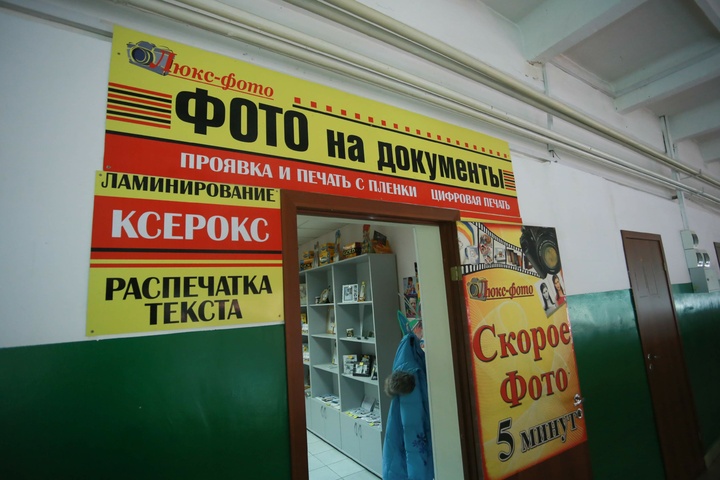 Люкс-фото
ФОТО на документы
ПРОЯВКА И ПЕЧАТЬ С ПЛЕНКИ ЦИФРОВАЯ ПЕЧАТЬ
ЛАМИНИРОВАНИЕ
КСЕРОКС
РАСПЕЧАТКА
ТЕКСТА
Люкс-фото
Скорое
Фото
5 минут